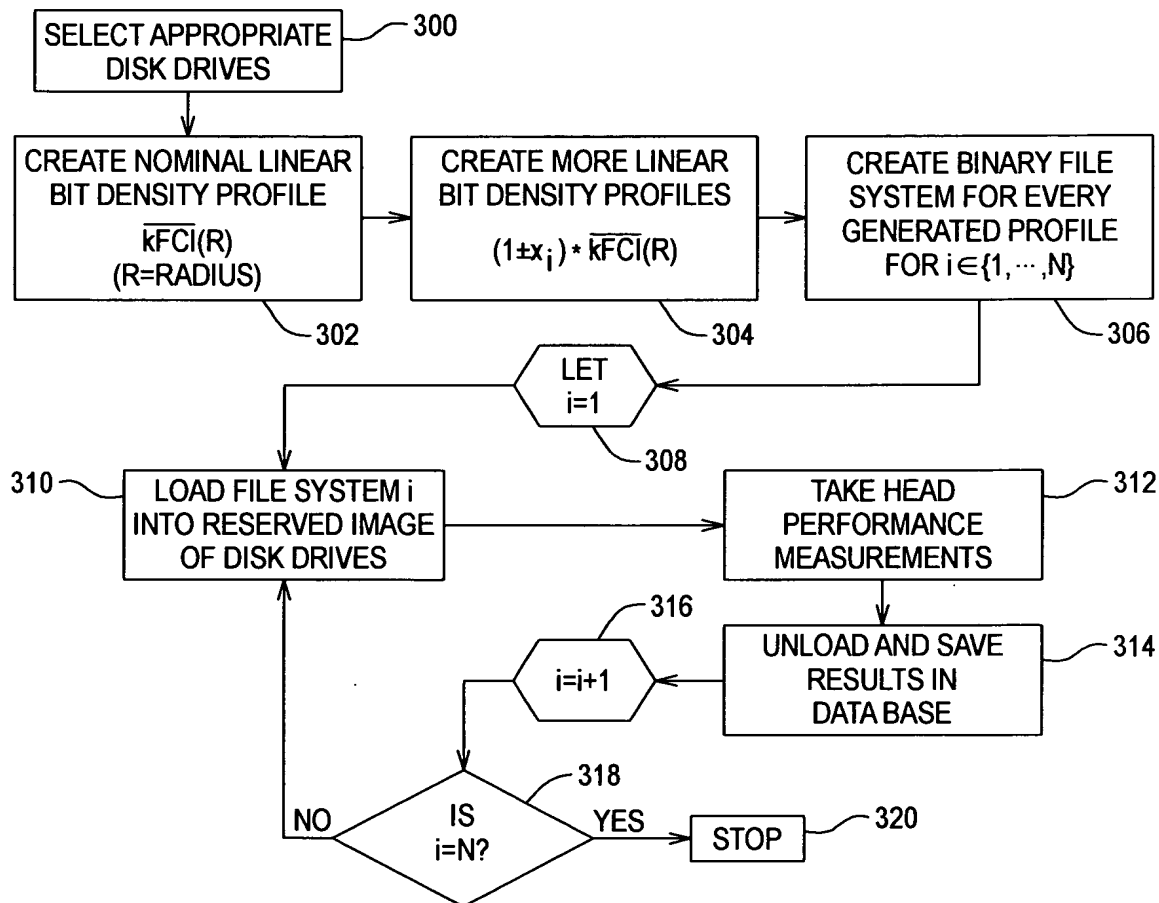 SELECT APPROPRIATE
DISK DRIVES
300
CREATE NOMINAL LINEAR
BIT DENSITY PROFILE
k̅F̅C̅I̅(R)
(R=RADIUS)
302
CREATE MORE LINEAR
BIT DENSITY PROFILES
(1±xᵢ) * k̅F̅C̅I̅(R)
304
CREATE BINARY FILE
SYSTEM FOR EVERY
GENERATED PROFILE
FOR i∈{1, ⋯ ,N}
306
LET
i=1
308
310
LOAD FILE SYSTEM i
INTO RESERVED IMAGE
OF DISK DRIVES
TAKE HEAD
PERFORMANCE
MEASUREMENTS
312
UNLOAD AND SAVE
RESULTS IN
DATA BASE
314
316
i=i+1
318
IS
i=N?
NO
YES
STOP
320